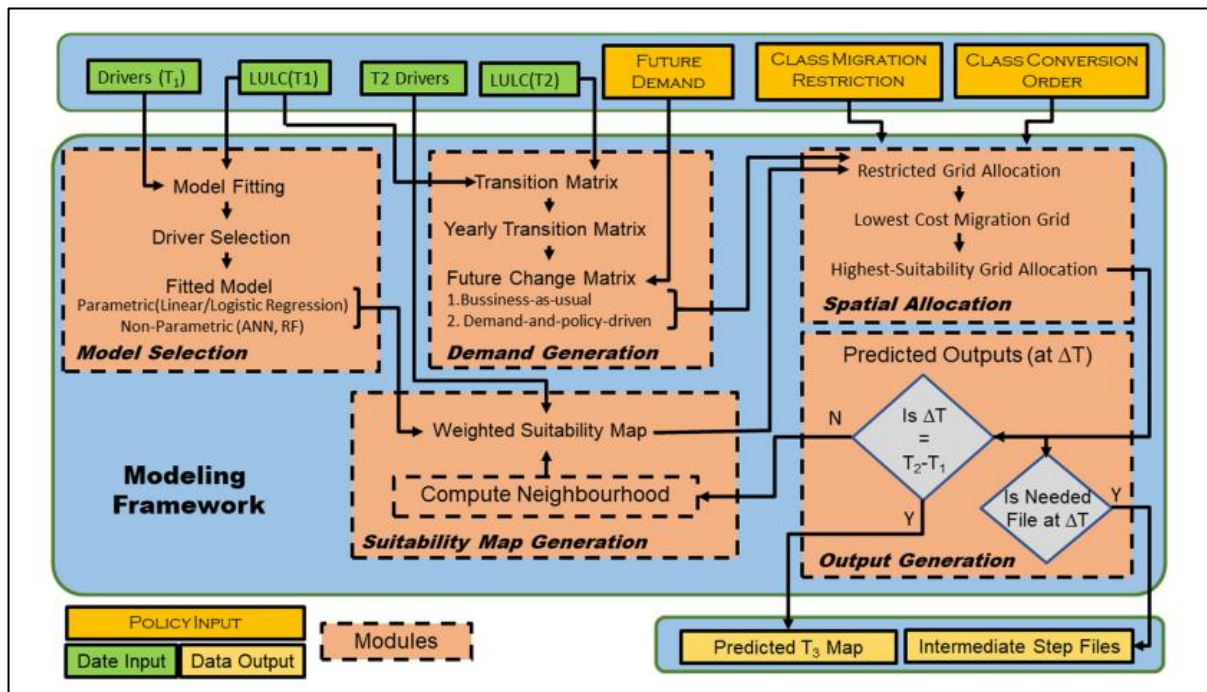 Drivers (T1)
LULC(T1)
T2 Drivers
LULC(T2)
FUTURE
DEMAND
CLASS MIGRATION
RESTRICTION
CLASS CONVERSION
ORDER
Model Fitting
Driver Selection
Fitted Model
Parametric(Linear/Logistic Regression)
Non-Parametric (ANN, RF)
Model Selection
Transition Matrix
Yearly Transition Matrix
Future Change Matrix
1.Bussiness-as-usual
2. Demand-and-policy-driven
Demand Generation
Restricted Grid Allocation
Lowest Cost Migration Grid
Highest-Suitability Grid Allocation
Spatial Allocation
Weighted Suitability Map
Compute Neighbourhood
Suitability Map Generation
Predicted Outputs (at ΔT)
N
Is ΔT
=
T2-T1
Y
Is Needed
File at ΔT
Y
Output Generation
Modeling
Framework
POLICY INPUT
Date Input
Data Output
Modules
Predicted T3 Map
Intermediate Step Files